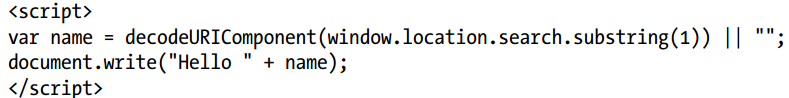 <script>
var name = decodeURIComponent(window.location.search.substring(1)) || "";
document.write("Hello " + name);
</script>